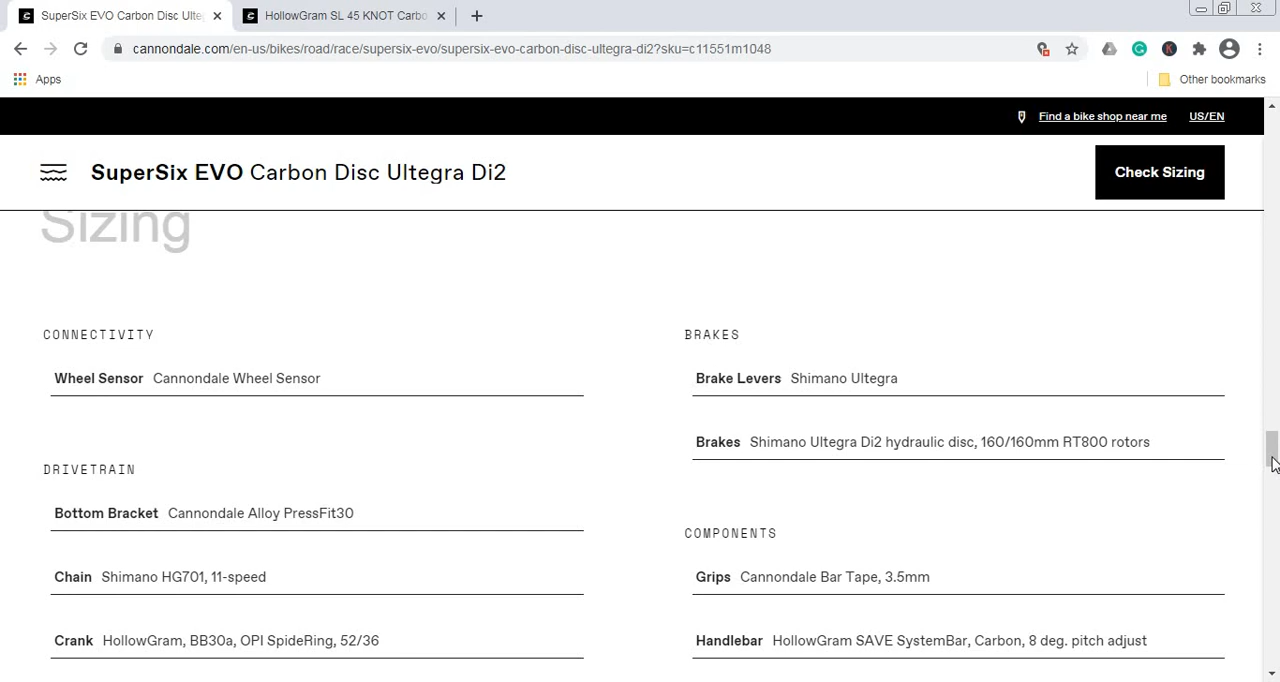 SuperSix EVO Carbon Disc Ulte
HollowGram SL 45 KNOT Carbo
cannondale.com/en-us/bikes/road/race/supersix-evo/supersix-evo-carbon-disc-ultegra-di2?sku=c11551m1048
Apps
Other bookmarks
Find a bike shop near me
US/EN
SuperSix EVO Carbon Disc Ultegra Di2
Check Sizing
Sizing
CONNECTIVITY
Wheel Sensor Cannondale Wheel Sensor
DRIVETRAIN
Bottom Bracket Cannondale Alloy PressFit30
Chain Shimano HG701, 11-speed
Crank HollowGram, BB30a, OPI SpideRing, 52/36
BRAKES
Brake Levers Shimano Ultegra
Brakes Shimano Ultegra Di2 hydraulic disc, 160/160mm RT800 rotors
COMPONENTS
Grips Cannondale Bar Tape, 3.5mm
Handlebar HollowGram SAVE SystemBar, Carbon, 8 deg. pitch adjust